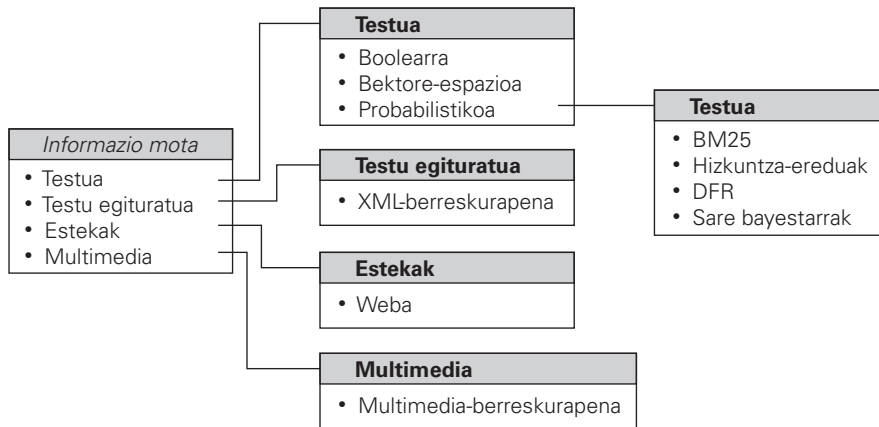 Informazio mota
• Testua
• Testu egituratua
• Estekak
• Multimedia
Testua
• Boolearra
• Bektore-espazioa
• Probabilistikoa
Testua
• BM25
• Hizkuntza-ereduak
• DFR
• Sare bayestarrak
Testu egituratua
• XML-berreskurapena
Estekak
• Weba
Multimedia
• Multimedia-berreskurapena